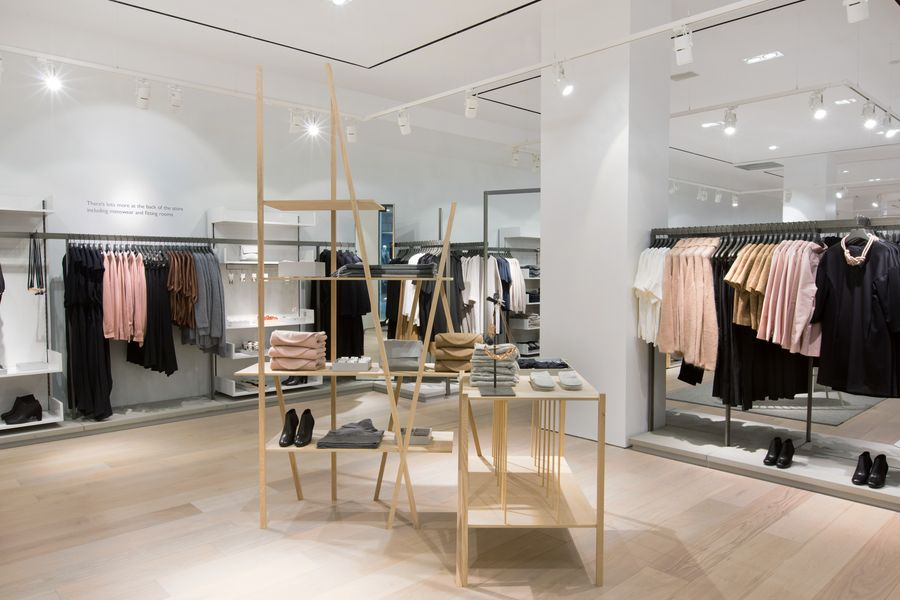 There's lots more at the back of the store
including menswear and fitting rooms